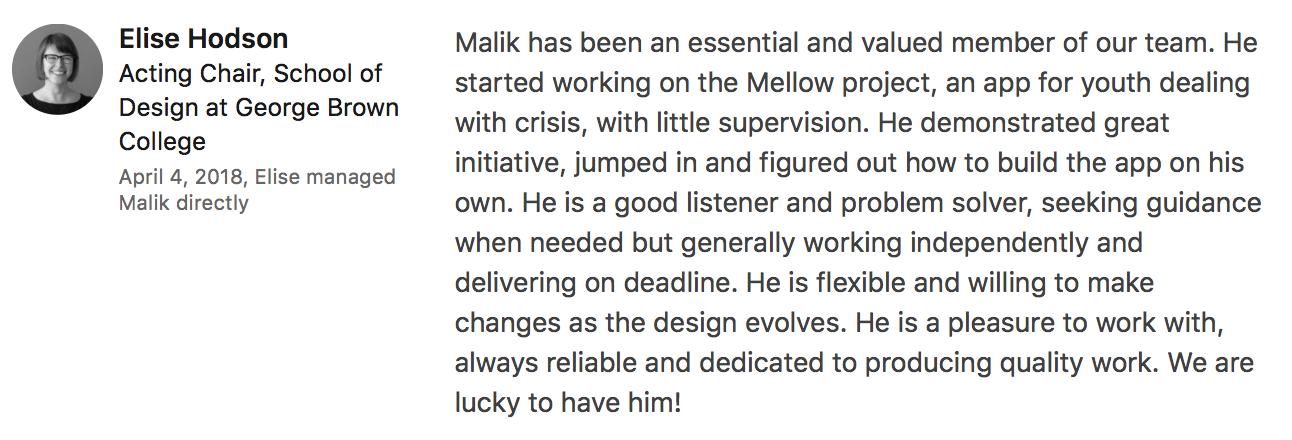 Elise Hodson
Acting Chair, School of
Design at George Brown
College
April 4, 2018, Elise managed
Malik directly
Malik has been an essential and valued member of our team. He
started working on the Mellow project, an app for youth dealing
with crisis, with little supervision. He demonstrated great
initiative, jumped in and figured out how to build the app on his
own. He is a good listener and problem solver, seeking guidance
when needed but generally working independently and
delivering on deadline. He is flexible and willing to make
changes as the design evolves. He is a pleasure to work with,
always reliable and dedicated to producing quality work. We are
lucky to have him!